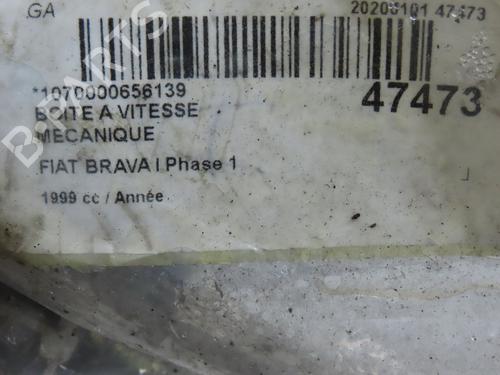 GA
20200101 47473
*1070000656139
47473
BOITE A VITESSE
MECANIQUE
FIAT BRAVA I Phase 1
1999 cc / Année
B-PARTS